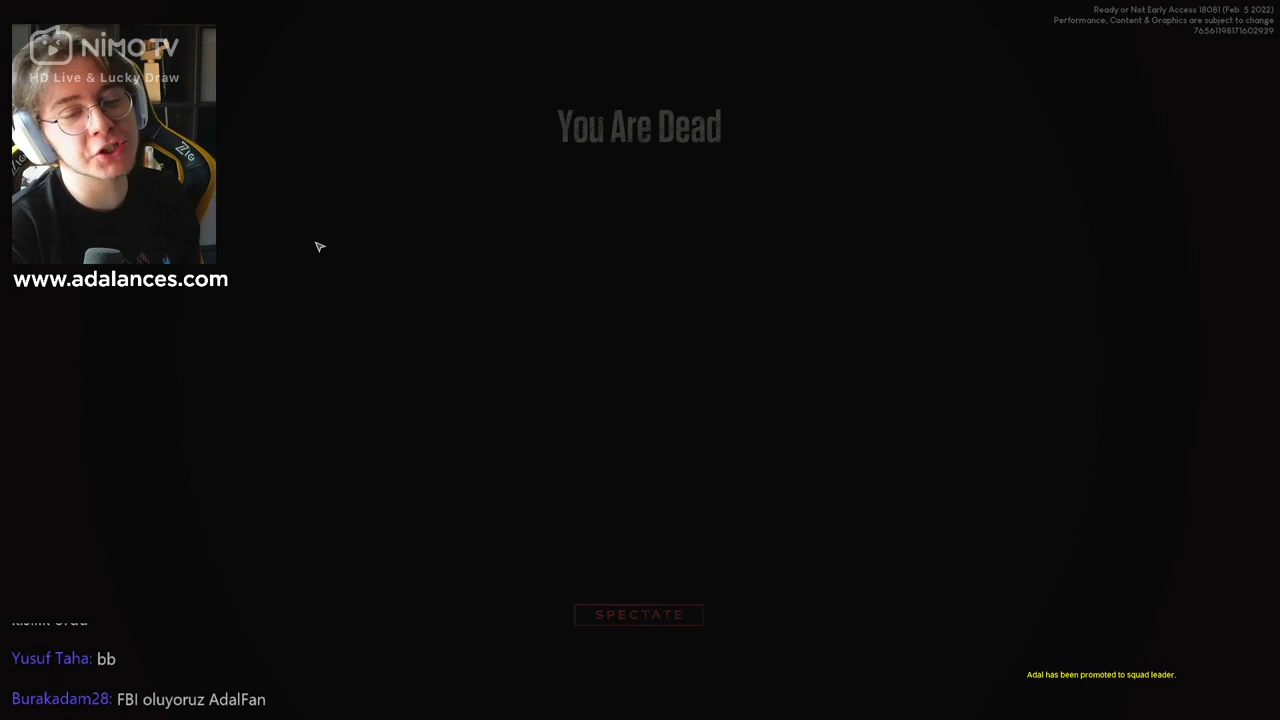 Ready or Not Early Access 18081 (Feb 5 2022)
Performance, Content & Graphics are subject to change
76561198171602939
NIMO TV
HD Live & Lucky Draw
You Are Dead
www.adalances.com
SPECTATE
Yusuf Taha: bb
Adal has been promoted to squad leader.
Burakadam28: FBI oluyoruz AdalFan